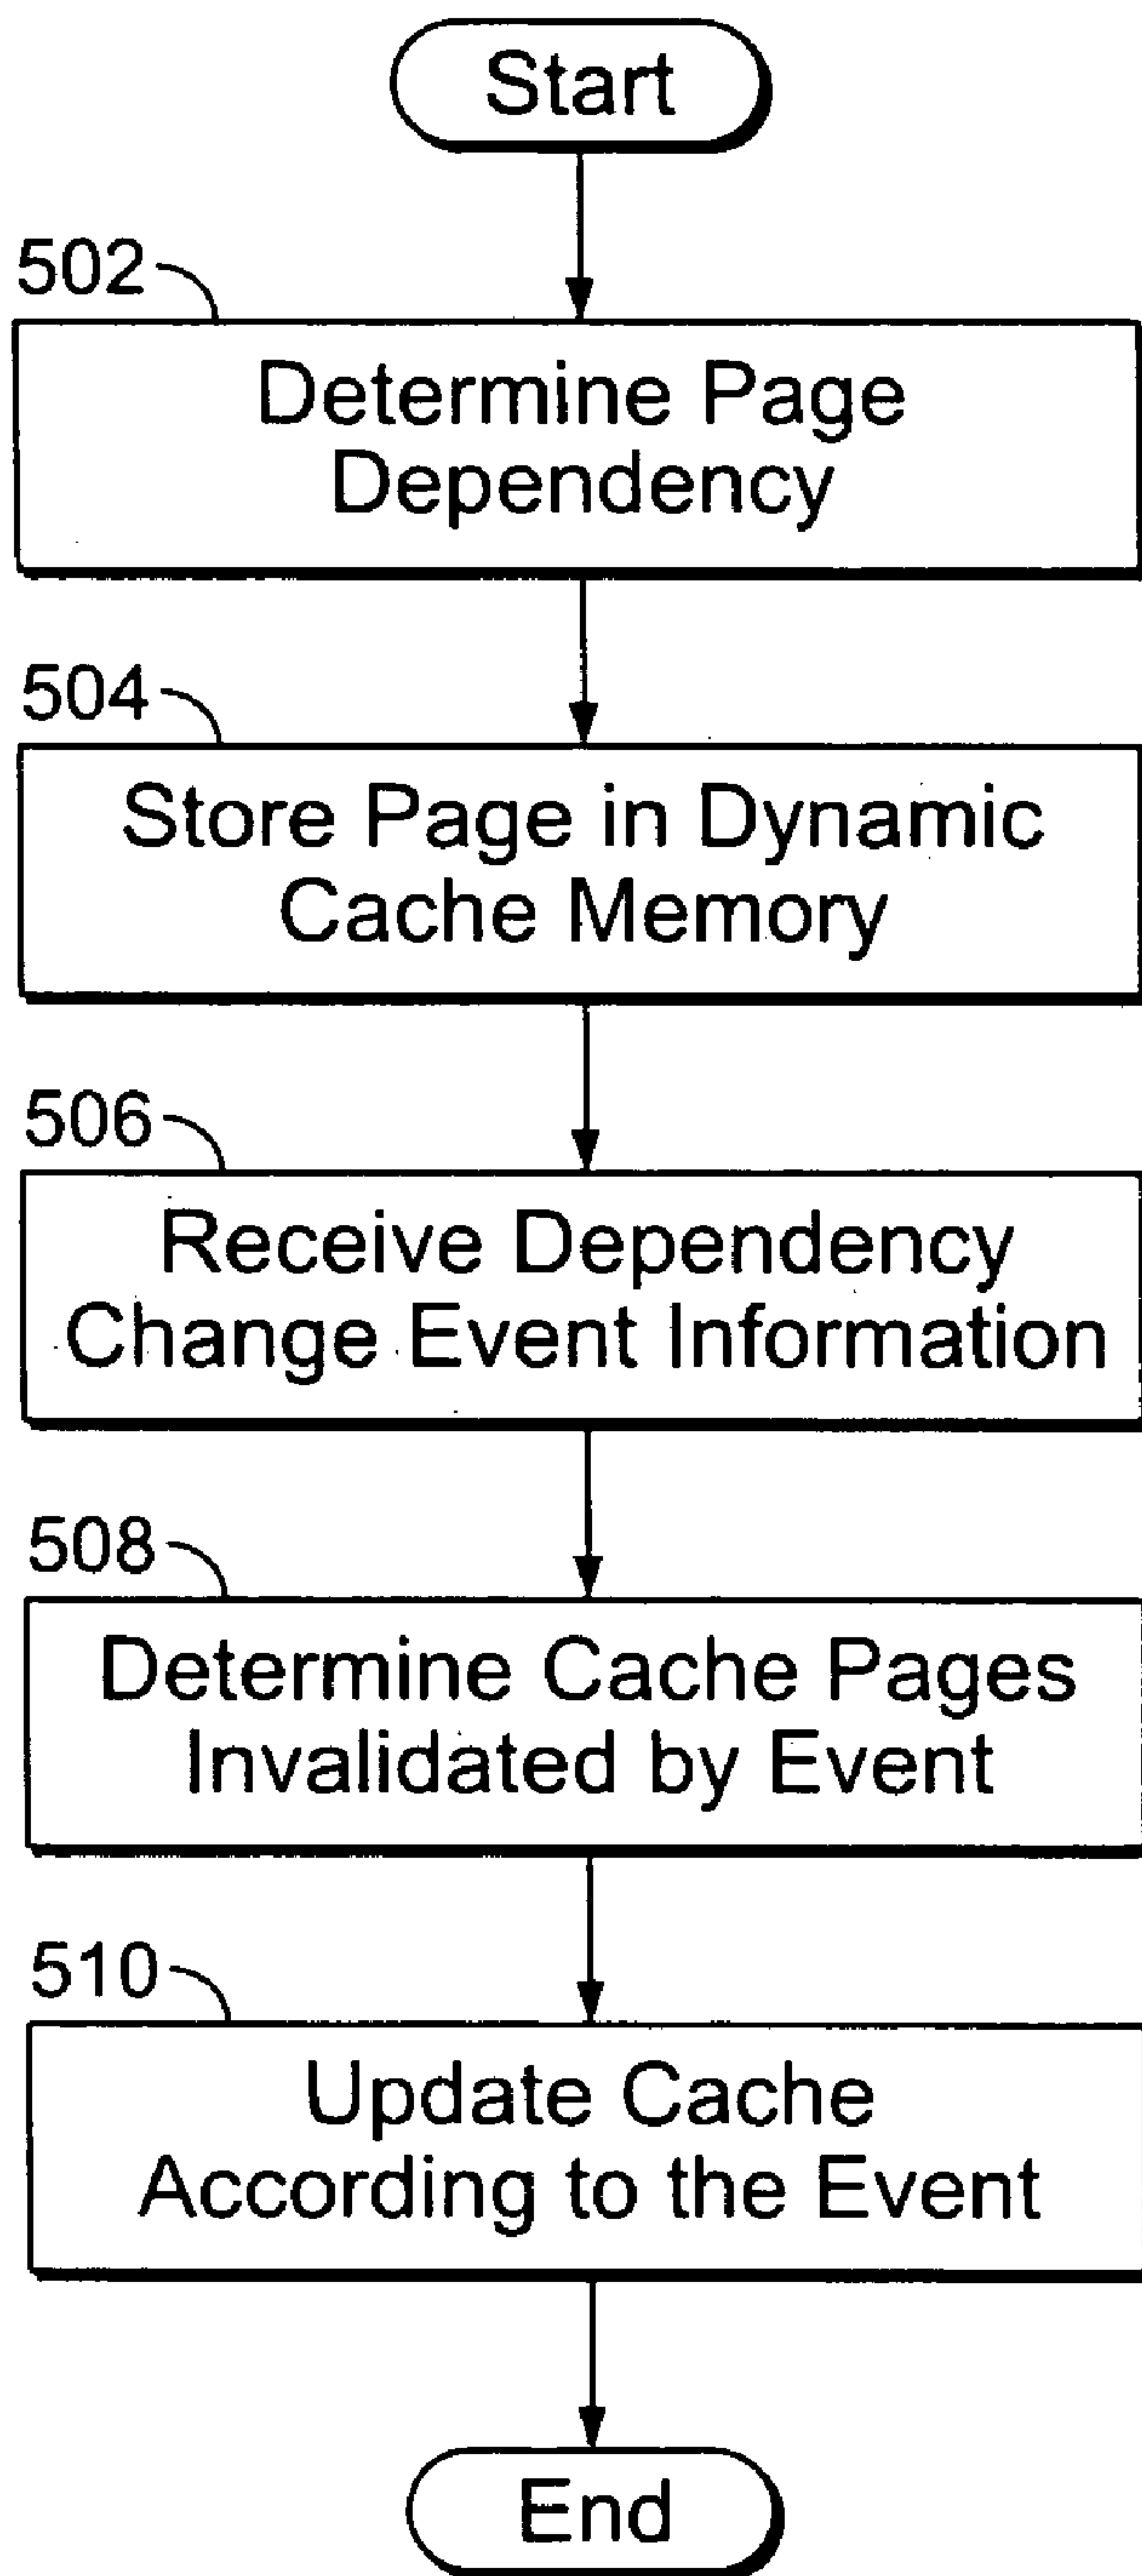 Start
502
Determine Page
Dependency
504
Store Page in Dynamic
Cache Memory
506
Receive Dependency
Change Event Information
508
Determine Cache Pages
Invalidated by Event
510
Update Cache
According to the Event
End